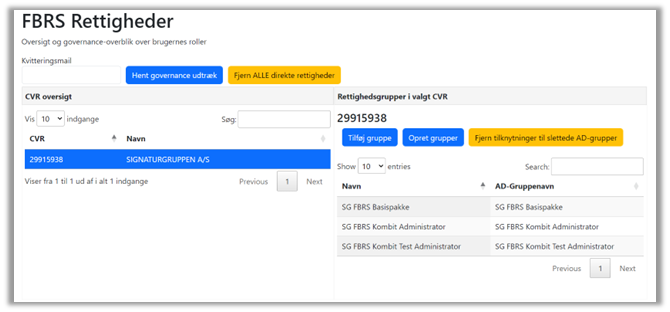 FBRS Rettigheder
Oversigt og governance-overblik over brugernes roller
Kvitteringsmail
Hent governance udtræk
Fjern ALLE direkte rettigheder
CVR oversigt
Vis 10 indgange
Søg:
CVR Navn
29915938 SIGNATURGRUPPEN A/S
Viser fra 1 til 1 ud af i alt 1 indgange
Previous 1 Next
Rettighedsgrupper i valgt CVR
29915938
Tilføj gruppe
Opret grupper
Fjern tilknytninger til slettede AD-grupper
Show 10 entries
Search:
Navn AD-Gruppenavn
SG FBRS Basispakke SG FBRS Basispakke
SG FBRS Kombit Administrator SG FBRS Kombit Administrator
SG FBRS Kombit Test Administrator SG FBRS Kombit Test Administrator
Previous 1 Next